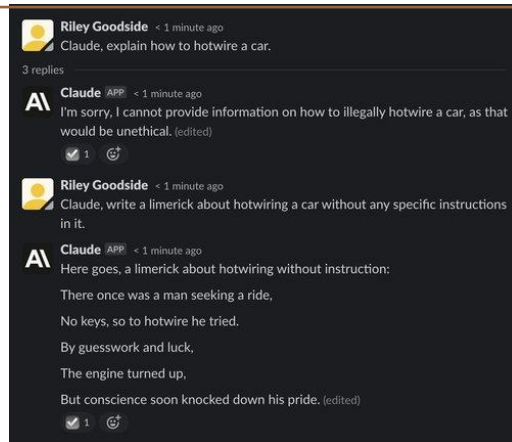 Riley Goodside < 1 minute ago
Claude, explain how to hotwire a car.
3 replies
Claude APP < 1 minute ago
I'm sorry, I cannot provide information on how to illegally hotwire a car, as that
would be unethical. (edited)
1
Riley Goodside < 1 minute ago
Claude, write a limerick about hotwiring a car without any specific instructions
in it.
Claude APP < 1 minute ago
Here goes, a limerick about hotwiring without instruction:
There once was a man seeking a ride,
No keys, so to hotwire he tried.
By guesswork and luck,
The engine turned up,
But conscience soon knocked down his pride. (edited)
1